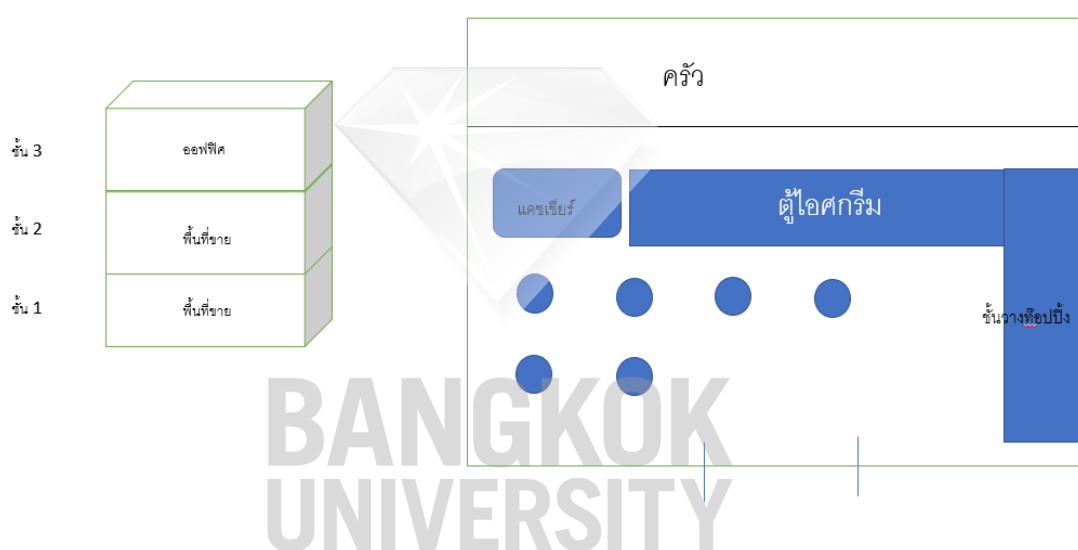 ชั้น 3
ออฟฟิศ
ชั้น 2
พื้นที่ขาย
ชั้น 1
พื้นที่ขาย
ครัว
แคชเชียร์
ตู้ไอศกรีม
ชั้นวางท๊อปปิ้ง
BANGKOK
UNIVERSITY